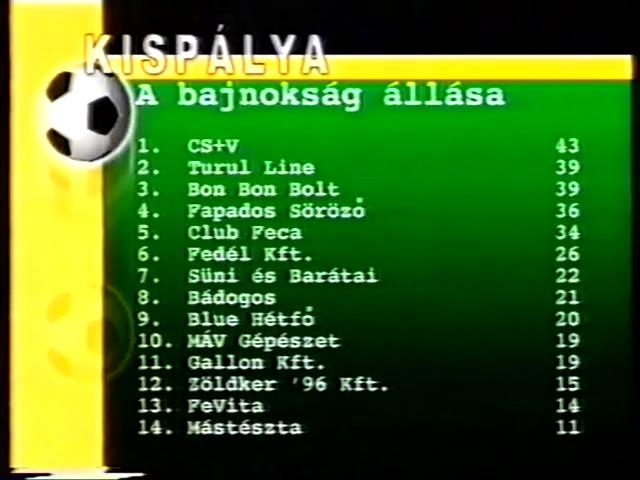 KISPÁLYA
A bajnokság állása
1. CS+V 43
2. Turul Line 39
3. Bon Bon Bolt 39
4. Fapados Söröző 36
5. Club Feca 34
6. Fedél Kft. 26
7. Süni és Barátai 22
8. Bádogos 21
9. Blue Hétfő 20
10. MÁV Gépészet 19
11. Gallon Kft. 19
12. Zöldker '96 Kft. 15
13. FeVita 14
14. Mástészta 11